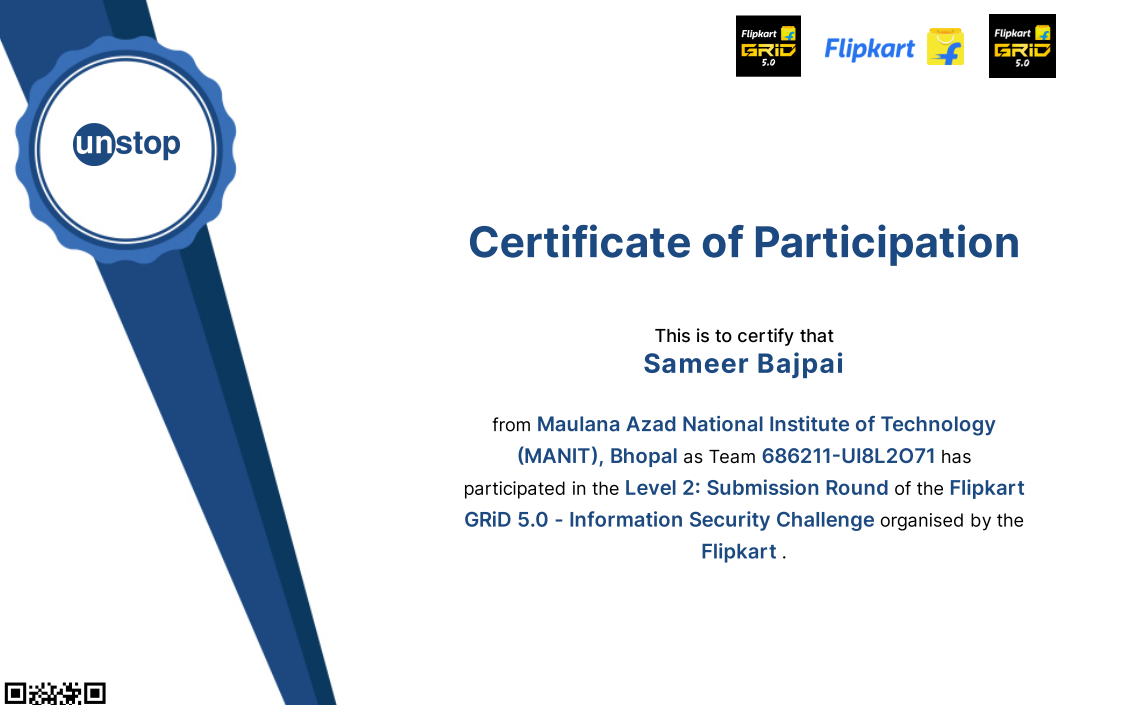 Flipkart
GRiD
5.0
Flipkart
Flipkart
GRiD
5.0
unstop
Certificate of Participation
This is to certify that
Sameer Bajpai
from Maulana Azad National Institute of Technology
(MANIT), Bhopal as Team 686211-UI8L2O71 has
participated in the Level 2: Submission Round of the Flipkart
GRiD 5.0 - Information Security Challenge organised by the
Flipkart .